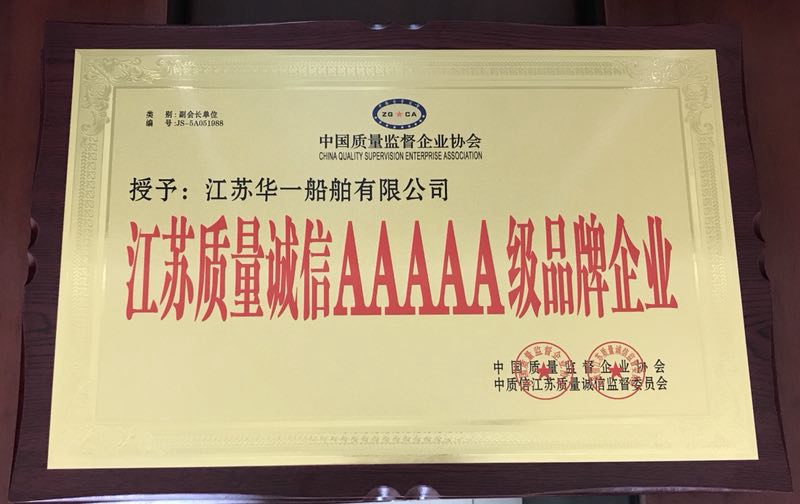 类 别:副会长单位
编 号:JS-5A051988
ZG★CA
中国质量监督企业协会
CHINA QUALITY SUPERVISION ENTERPRISE ASSOCIATION
授予：江苏华一船舶有限公司
江苏质量诚信AAAAA级品牌企业
中国质量监督企业协会
中质信江苏质量诚信监督委员会